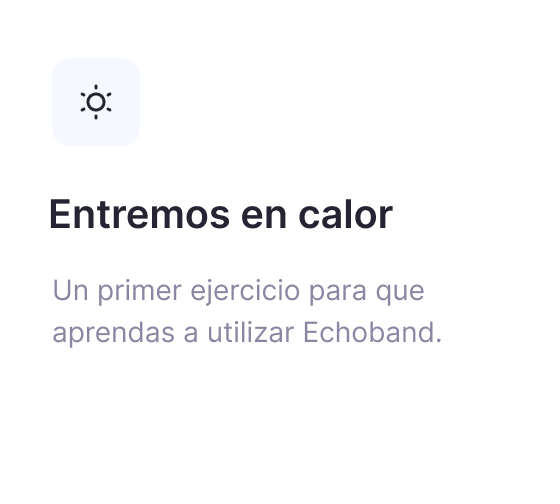 Entremos en calor
Un primer ejercicio para que
aprendas a utilizar Echoband.